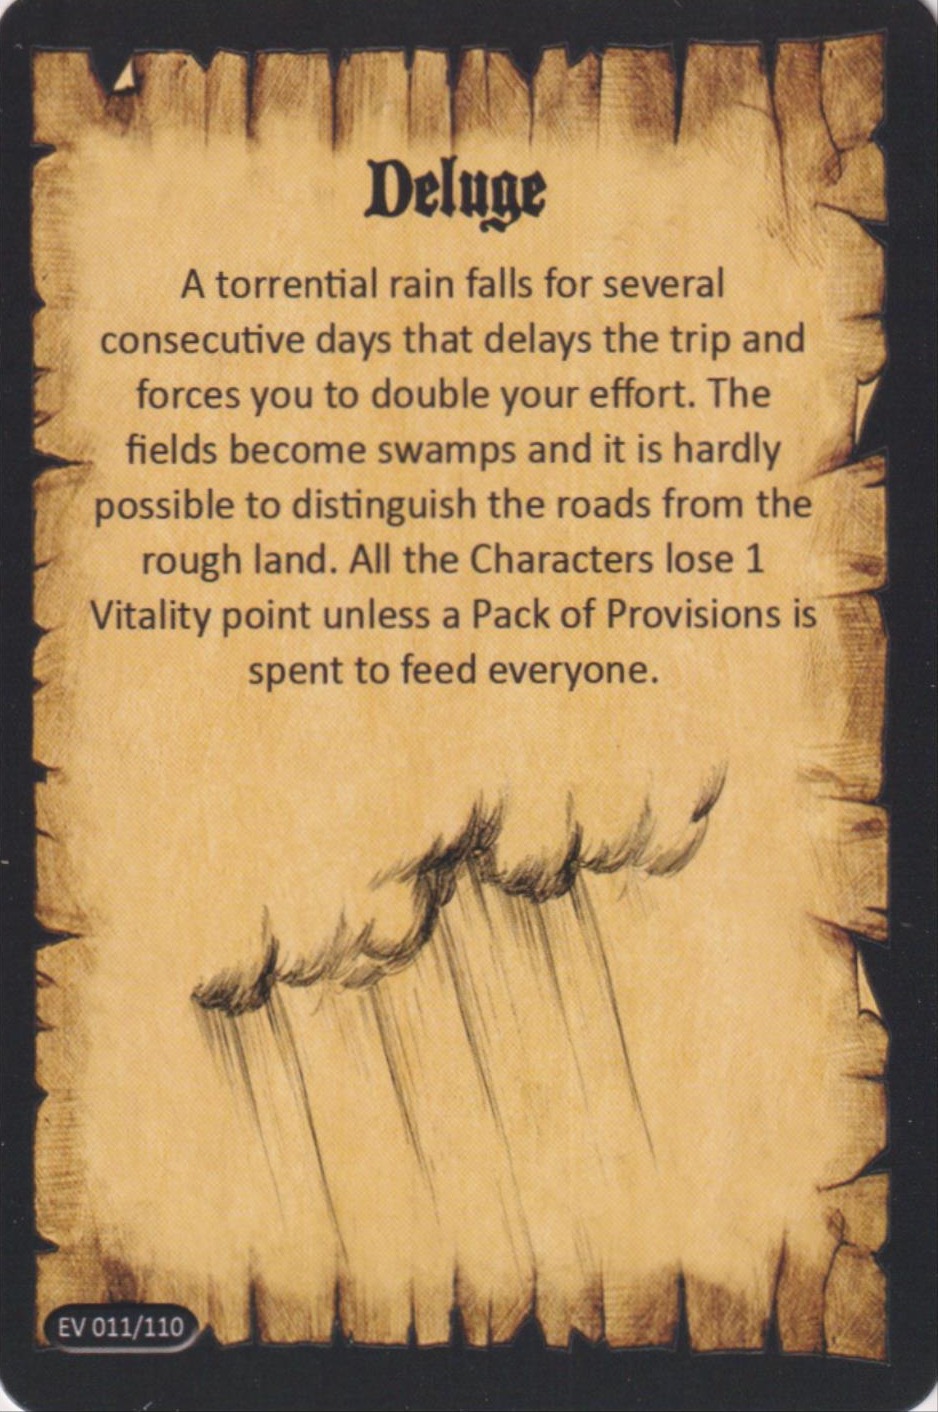 Deluge
A torrential rain falls for several
consecutive days that delays the trip and
forces you to double your effort. The
fields become swamps and it is hardly
possible to distinguish the roads from the
rough land. All the Characters lose 1
Vitality point unless a Pack of Provisions is
spent to feed everyone.
EV 011/110